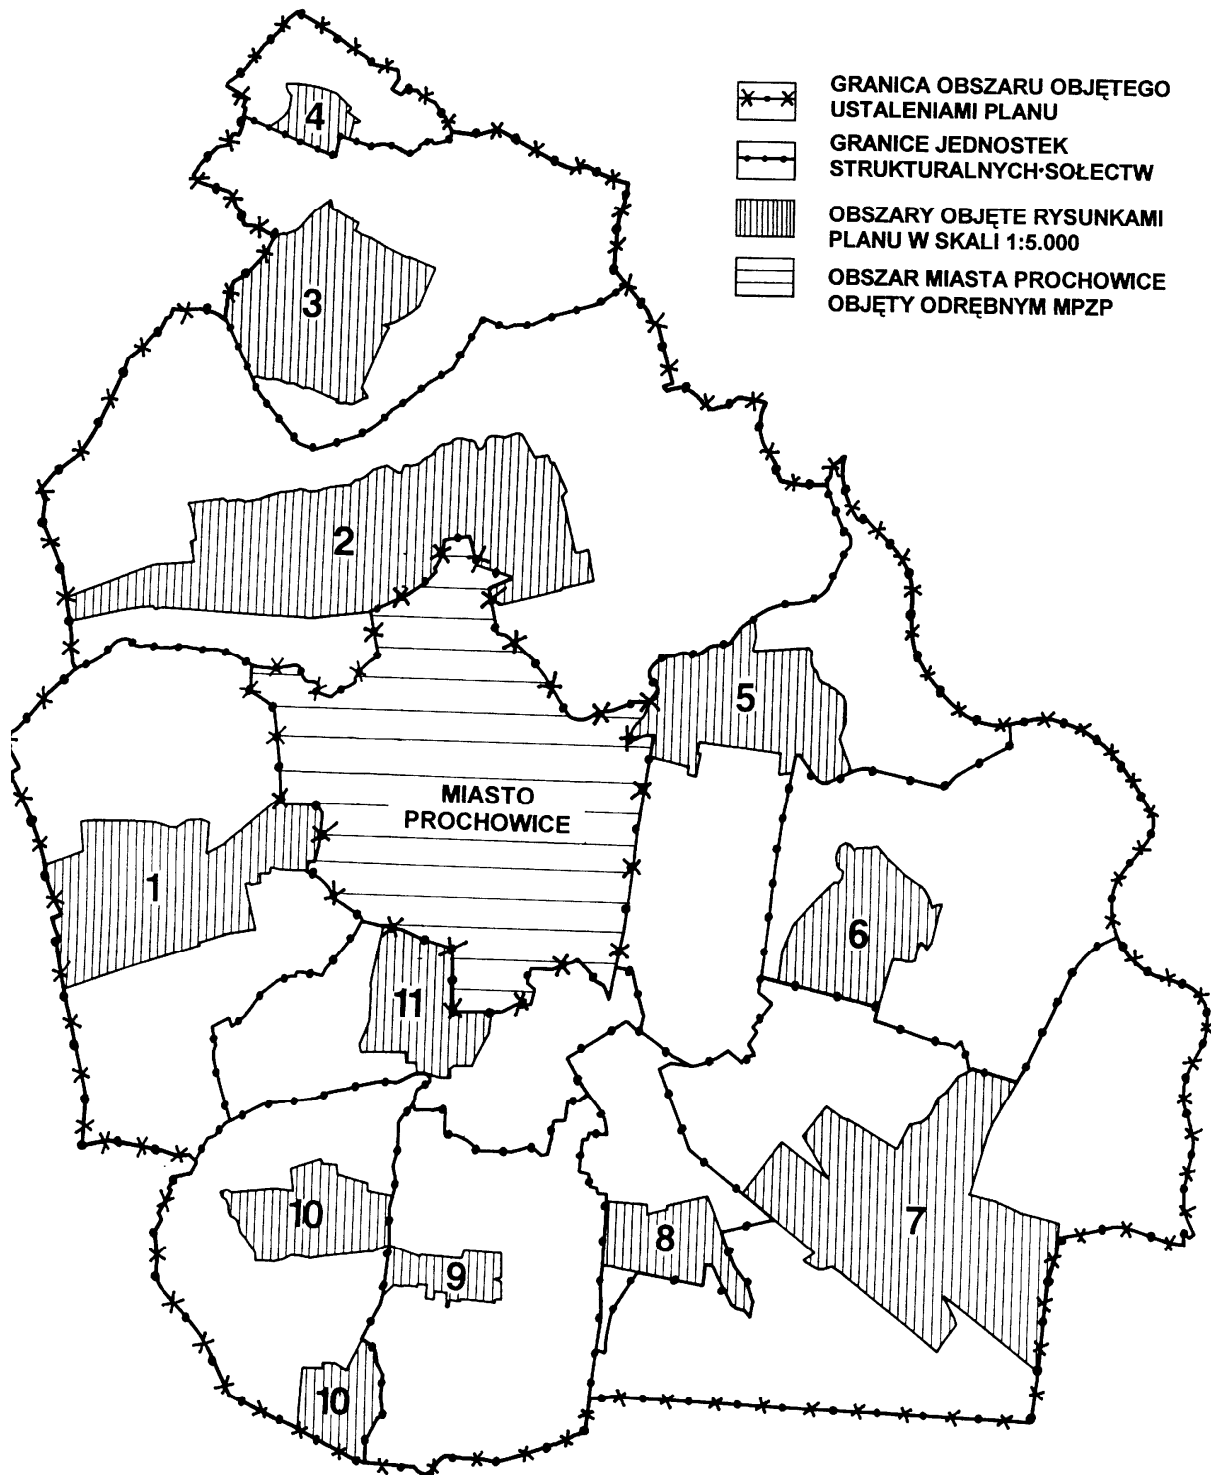 GRANICA OBSZARU OBJĘTEGO
USTALENIAMI PLANU
GRANICE JEDNOSTEK
STRUKTURALNYCH·SOŁECTW
OBSZARY OBJĘTE RYSUNKAMI
PLANU W SKALI 1:5.000
OBSZAR MIASTA PROCHOWICE
OBJĘTY ODRĘBNYM MPZP
4
3
2
5
MIASTO
PROCHOWICE
1
6
11
10
7
8
9
10